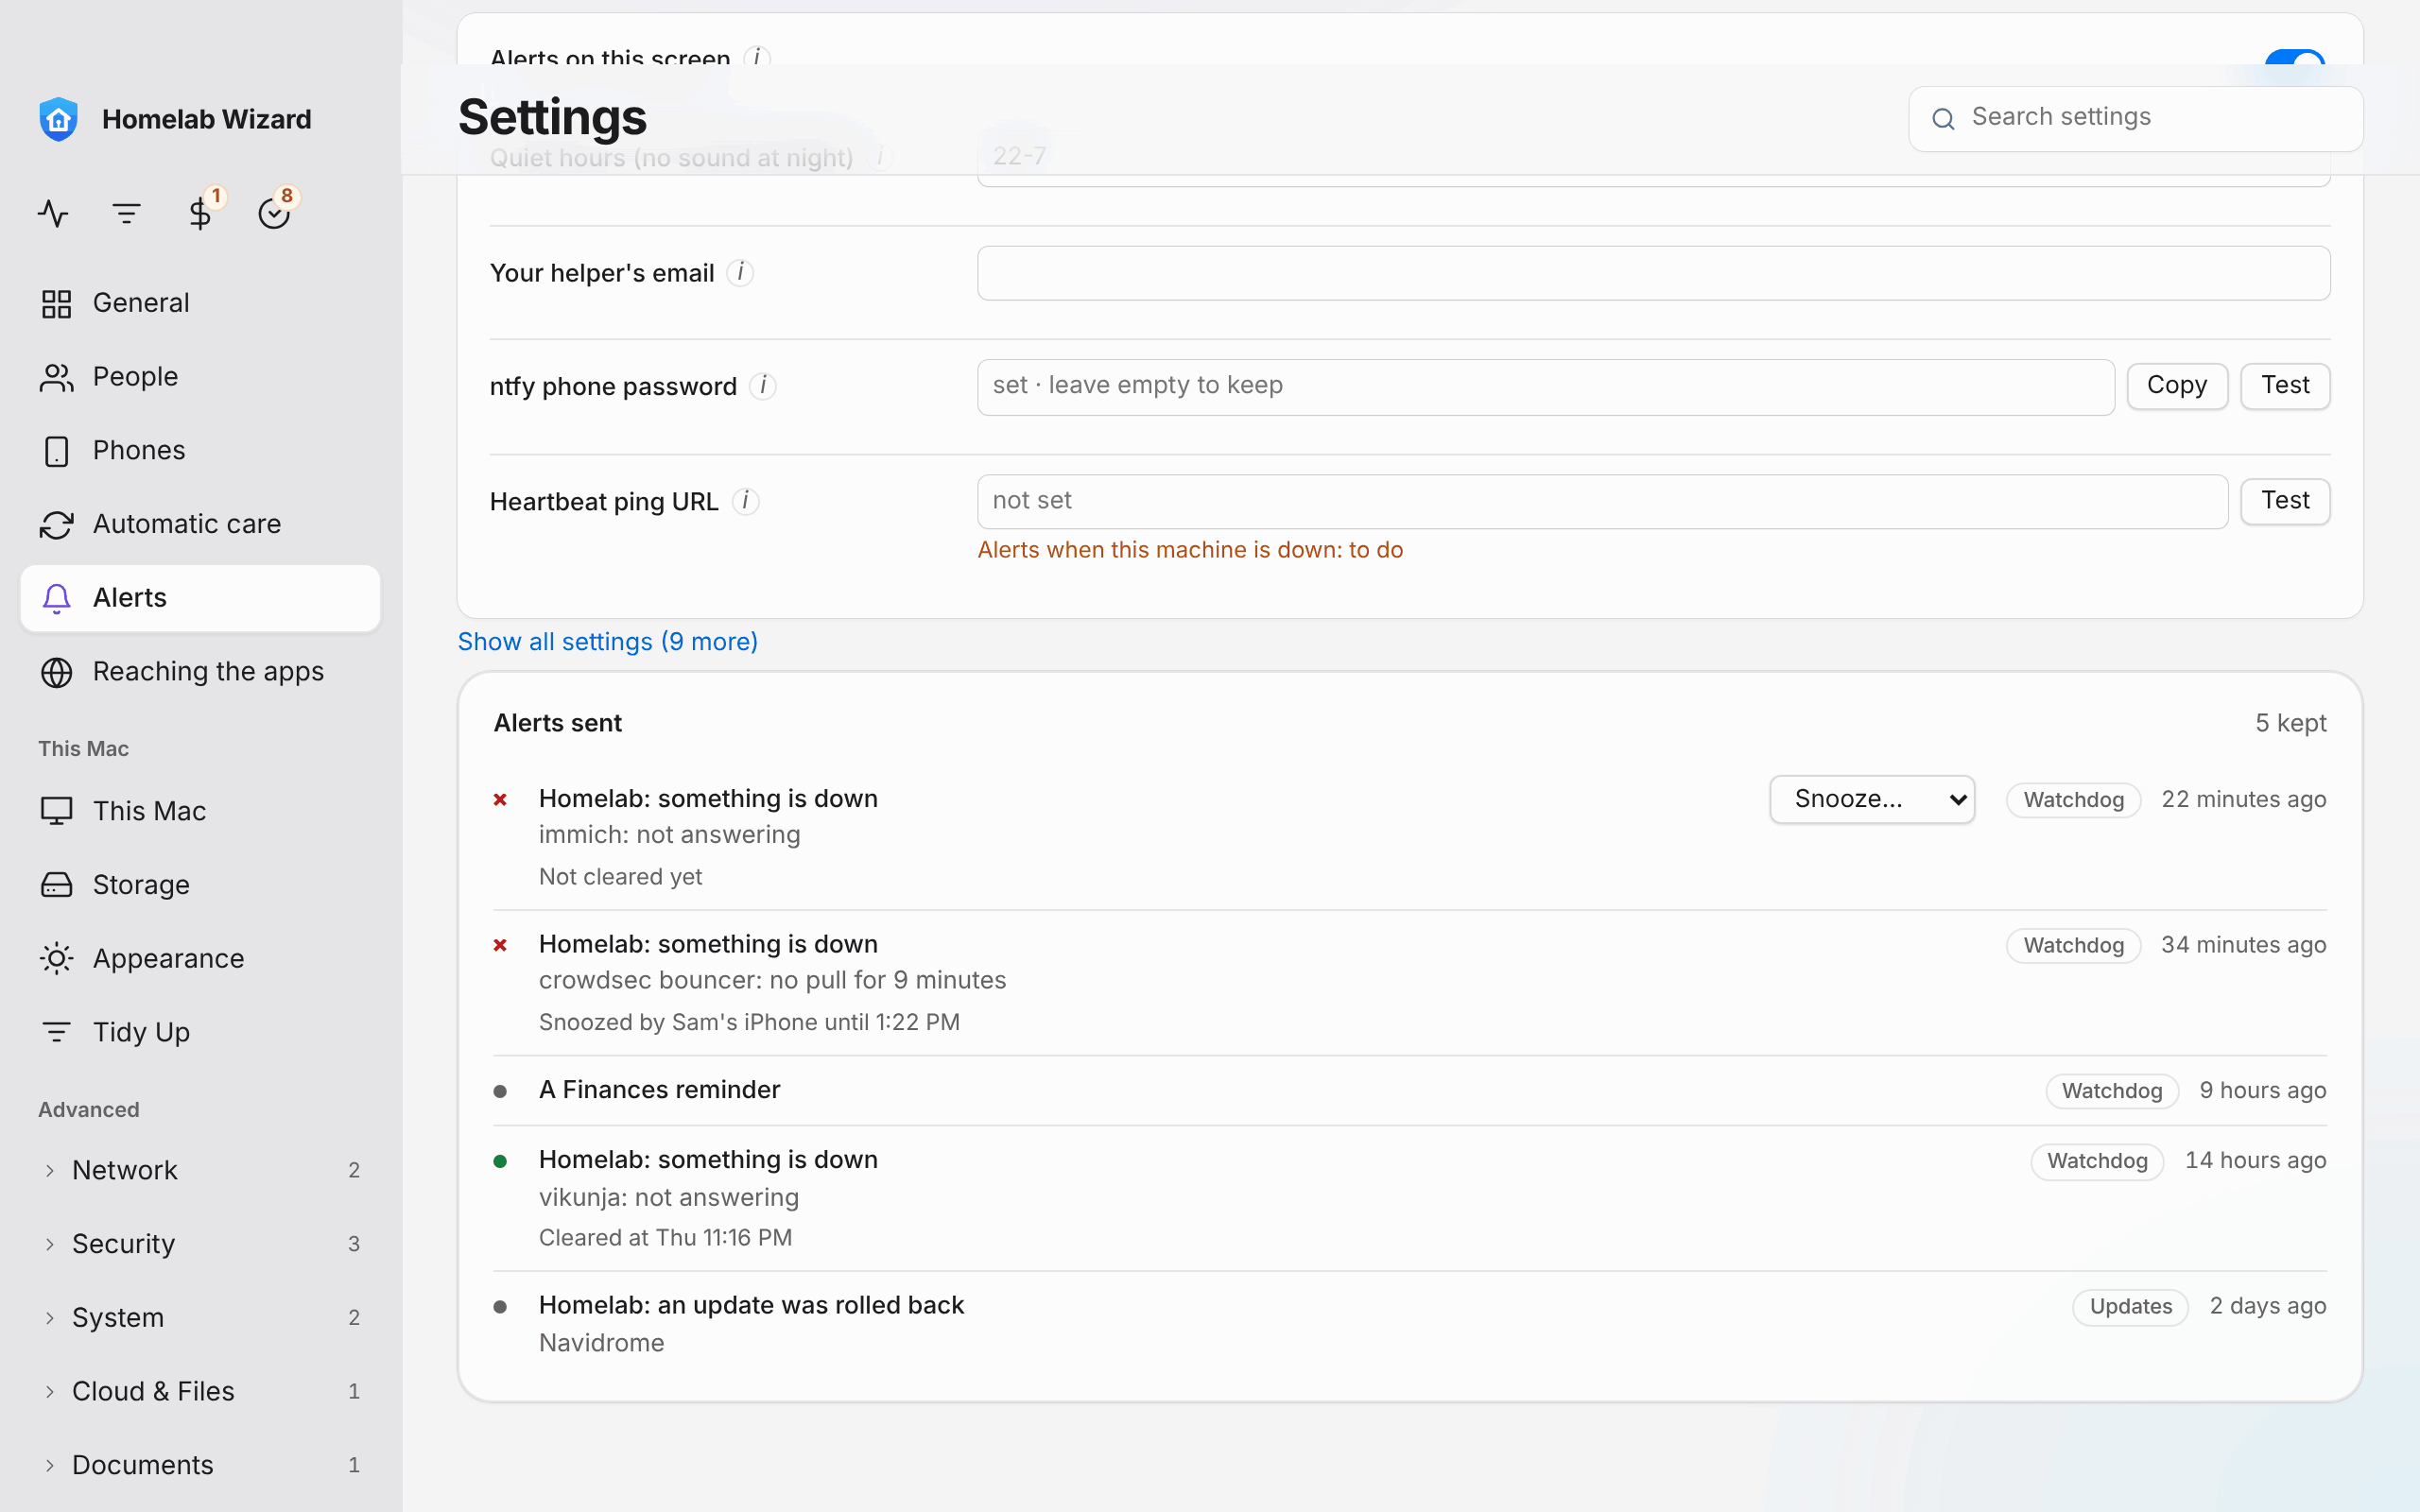 Homelab Wizard
1
8
General
People
Phones
Automatic care
Alerts
Reaching the apps
This Mac
This Mac
Storage
Appearance
Tidy Up
Advanced
Network 2
Security 3
System 2
Cloud & Files 1
Documents 1
Alerts on this screen i
Settings
Search settings
Quiet hours (no sound at night) i 22-7
Your helper's email i
ntfy phone password i set · leave empty to keep Copy Test
Heartbeat ping URL i not set Test
Alerts when this machine is down: to do
Show all settings (9 more)
Alerts sent 5 kept
Homelab: something is down Snooze... Watchdog 22 minutes ago
immich: not answering
Not cleared yet
Homelab: something is down Watchdog 34 minutes ago
crowdsec bouncer: no pull for 9 minutes
Snoozed by Sam's iPhone until 1:22 PM
A Finances reminder Watchdog 9 hours ago
Homelab: something is down Watchdog 14 hours ago
vikunja: not answering
Cleared at Thu 11:16 PM
Homelab: an update was rolled back Updates 2 days ago
Navidrome